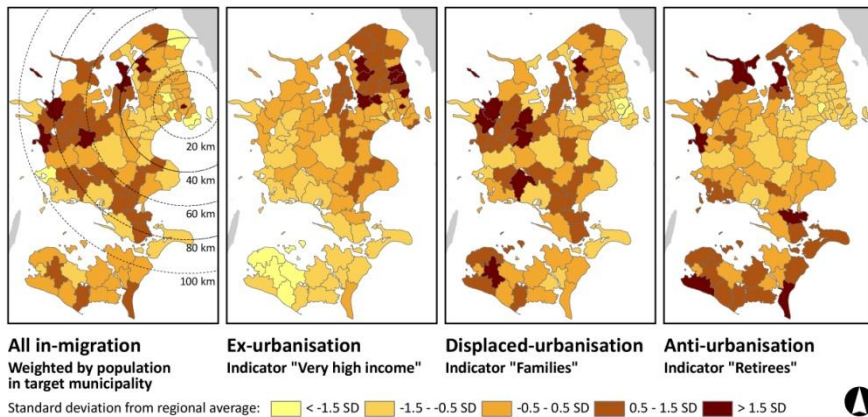 20 km
40 km
60 km
80 km
100 km
All in-migration
Weighted by population
in target municipality
Ex-urbanisation
Indicator "Very high income"
Displaced-urbanisation
Indicator "Families"
Anti-urbanisation
Indicator "Retirees"
Standard deviation from regional average: < -1.5 SD -1.5 - -0.5 SD -0.5 - 0.5 SD 0.5 - 1.5 SD > 1.5 SD